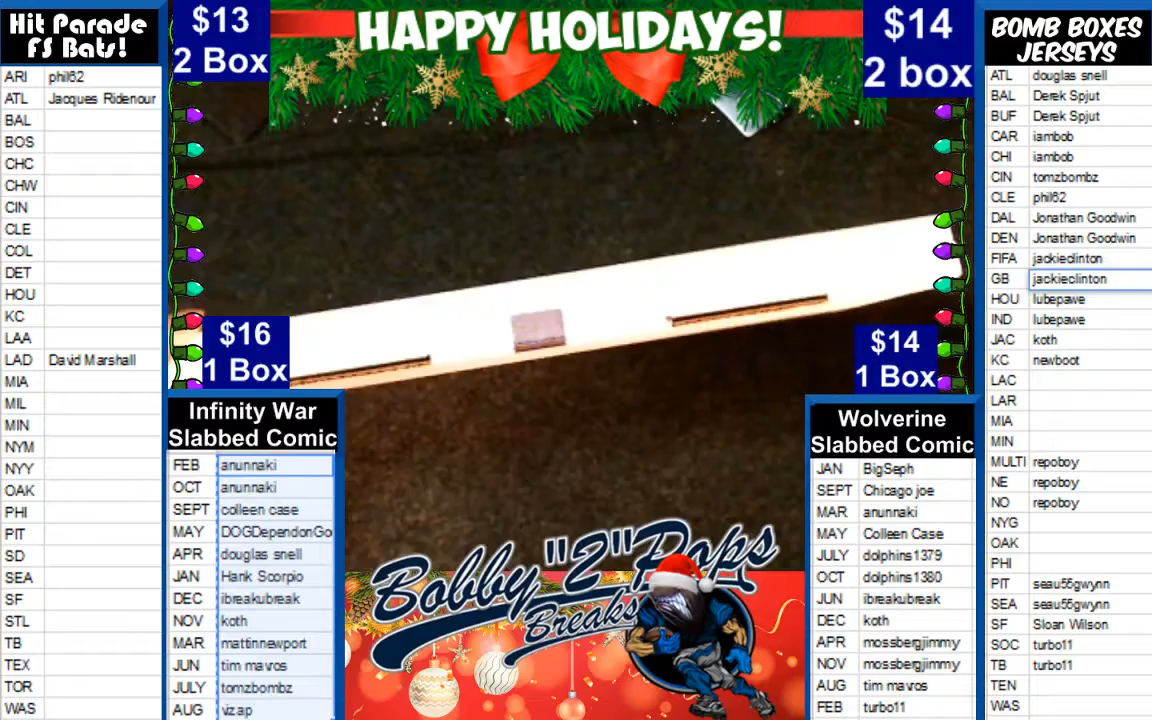 Hit Parade
FS Bats!
ARI phil62
ATL Jacques Ridenour
BAL
BOS
CHC
CHW
CIN
CLE
COL
DET
HOU
KC
LAA
LAD David Marshall
MIA
MIL
MIN
NYM
NYY
OAK
PHI
PIT
SD
SEA
SF
STL
TB
TEX
TOR
WAS
$13
2 Box
HAPPY HOLIDAYS!
$14
2 box
$16
1 Box
$14
1 Box
Infinity War
Slabbed Comic
FEB anunnaki
OCT anunnaki
SEPT colleen case
MAY DOGDependonGo
APR douglas snell
JAN Hank Scorpio
DEC ibreakubreak
NOV koth
MAR mattinnewport
JUN tim mavos
JULY tomzbombz
AUG vizap
Bobby "2"Pops
Breaks
Wolverine
Slabbed Comic
JAN BigSeph
SEPT Chicago joe
MAR anunnaki
MAY Colleen Case
JULY dolphins1379
OCT dolphins1380
JUN ibreakubreak
DEC koth
APR mossbergjimmy
NOV mossbergjimmy
AUG tim mavos
FEB turbo11
BOMB BOXES
JERSEYS
ATL douglas snell
BAL Derek Spjut
BUF Derek Spjut
CAR iambob
CHI iambob
CIN tomzbombz
CLE phil62
DAL Jonathan Goodwin
DEN Jonathan Goodwin
FIFA jackieclinton
GB jackieclinton
HOU lubepawe
IND lubepawe
JAC koth
KC newboot
LAC
LAR
MIA
MIN
MULTI repoboy
NE repoboy
NO repoboy
NYG
OAK
PHI
PIT seau55gwynn
SEA seau55gwynn
SF Sloan Wilson
SOC turbo11
TB turbo11
TEN
WAS